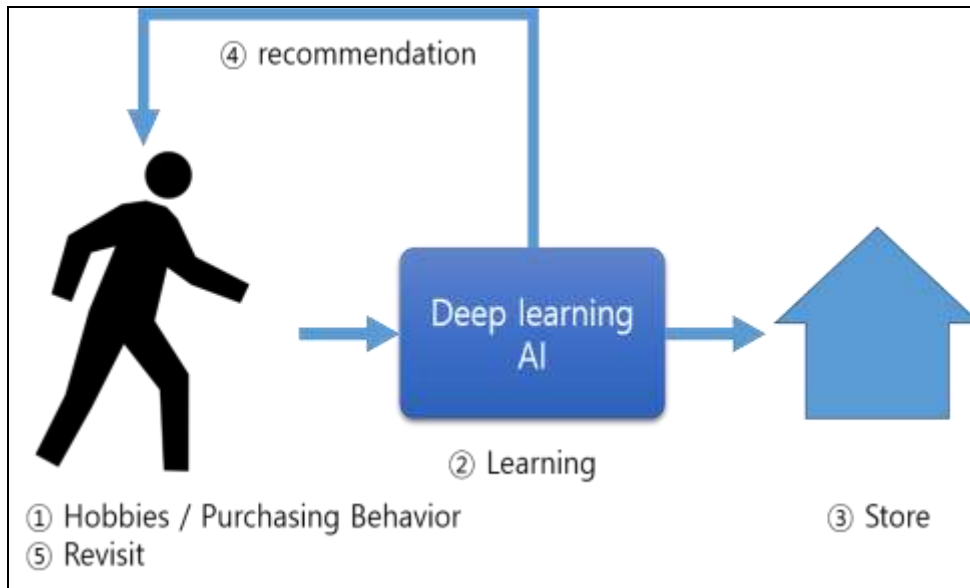 ④ recommendation
Deep learning
AI
② Learning
① Hobbies / Purchasing Behavior
③ Store
⑤ Revisit